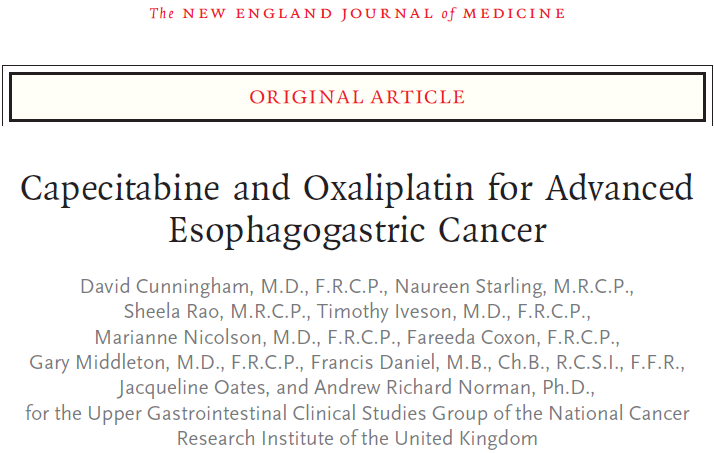 The NEW ENGLAND JOURNAL of MEDICINE
ORIGINAL ARTICLE
Capecitabine and Oxaliplatin for Advanced
Esophagogastric Cancer
David Cunningham, M.D., F.R.C.P., Naureen Starling, M.R.C.P.,
Sheela Rao, M.R.C.P., Timothy Iveson, M.D., F.R.C.P.,
Marianne Nicolson, M.D., F.R.C.P., Fareeda Coxon, F.R.C.P.,
Gary Middleton, M.D., F.R.C.P., Francis Daniel, M.B., Ch.B., R.C.S.I., F.F.R.,
Jacqueline Oates, and Andrew Richard Norman, Ph.D.,
for the Upper Gastrointestinal Clinical Studies Group of the National Cancer
Research Institute of the United Kingdom